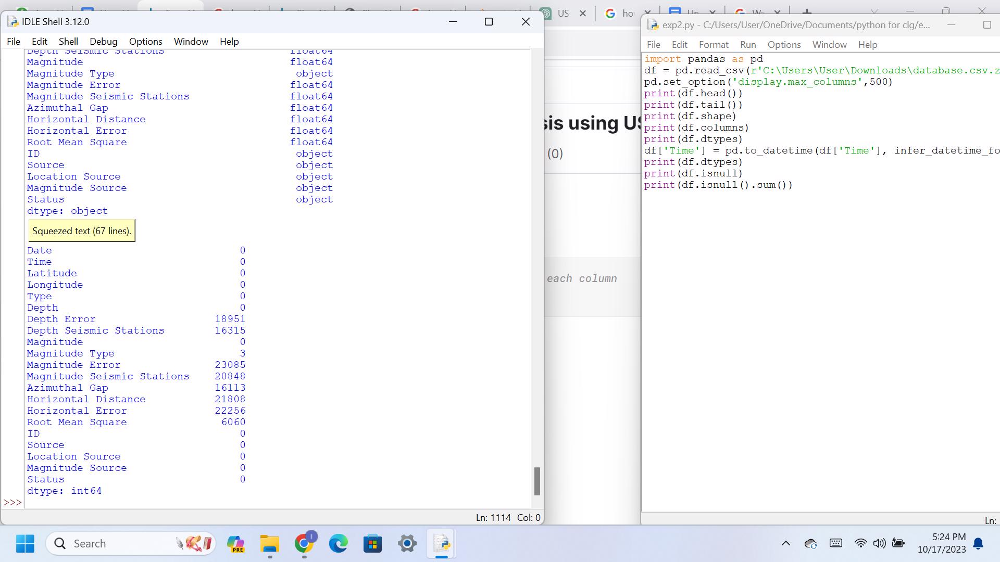 US
ho
Un
IDLE Shell 3.12.0
File Edit Shell Debug Options Window Help
Depth Seismic Stations float64
Magnitude float64
Magnitude Type object
Magnitude Error float64
Magnitude Seismic Stations float64
Azimuthal Gap float64
Horizontal Distance float64
Horizontal Error float64
Root Mean Square float64
ID object
Source object
Location Source object
Magnitude Source object
Status object
dtype: object
Squeezed text (67 lines).
Date 0
Time 0
Latitude 0
Longitude 0
Type 0
Depth 0
Depth Error 18951
Depth Seismic Stations 16315
Magnitude 0
Magnitude Type 3
Magnitude Error 23085
Magnitude Seismic Stations 20848
Azimuthal Gap 16113
Horizontal Distance 21808
Horizontal Error 22256
Root Mean Square 6060
ID 0
Source 0
Location Source 0
Magnitude Source 0
Status 0
dtype: int64
>>>
Ln: 1114 Col: 0
sis using US
(0)
each column
exp2.py - C:/Users/User/OneDrive/Documents/python for clg/e...
File Edit Format Run Options Window Help
import pandas as pd
df = pd.read_csv(r'C:\Users\User\Downloads\database.csv.z
pd.set_option('display.max_columns',500)
print(df.head())
print(df.tail())
print(df.shape)
print(df.columns)
print(df.dtypes)
df['Time'] = pd.to_datetime(df['Time'], infer_datetime_fo
print(df.dtypes)
print(df.isnull)
print(df.isnull().sum())
Ln:
Search
PRE
5:24 PM
10/17/2023